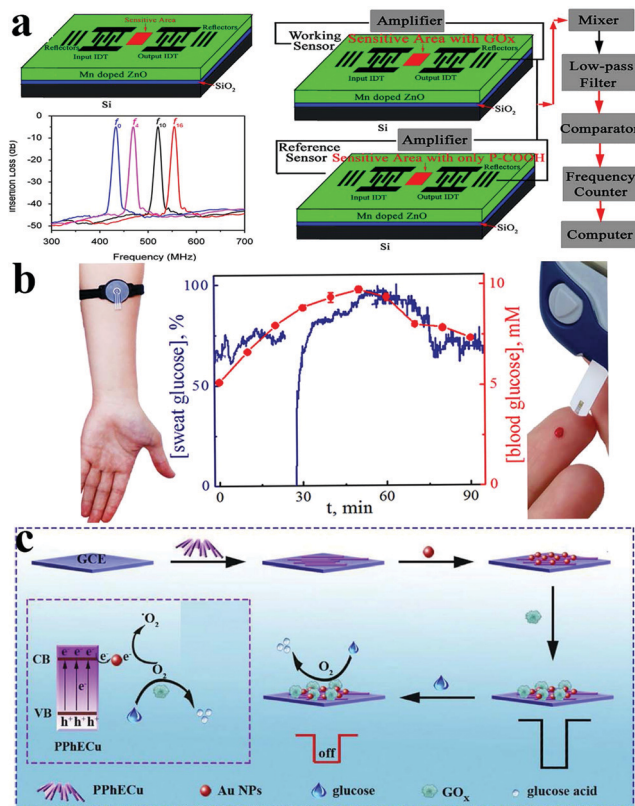 a
Sensitive Area
Reflectors
Reflectors
Input IDT
Output IDT
Mn doped ZnO
SiO2
Si
Insertion Loss (db)
0
-10
-20
-30
-40
-50
f0
f4
f10
f16
300
400
500
600
700
Frequency (MHz)
Amplifier
Working
Sensor
Sensitive Area with GOx
Reflectors
Input IDT
Output IDT
Mn doped ZnO
SiO2
Si
Reference
Sensor
Amplifier
Sensitive Area with only P-COOH
Reflectors
Input IDT
Output IDT
Mn doped ZnO
SiO2
Si
Mixer
Low-pass
Filter
Comparator
Frequency
Counter
Computer
b
[sweat glucose], %
100
50
0
[blood glucose], mM
10
5
0
0
30
60
90
t, min
c
GCE
·O2
CB
e- e- e-
e-
e-
O2
e-
VB
h+ h+ h+
PPhECu
O2
off
PPhECu
Au NPs
glucose
GOx
glucose acid